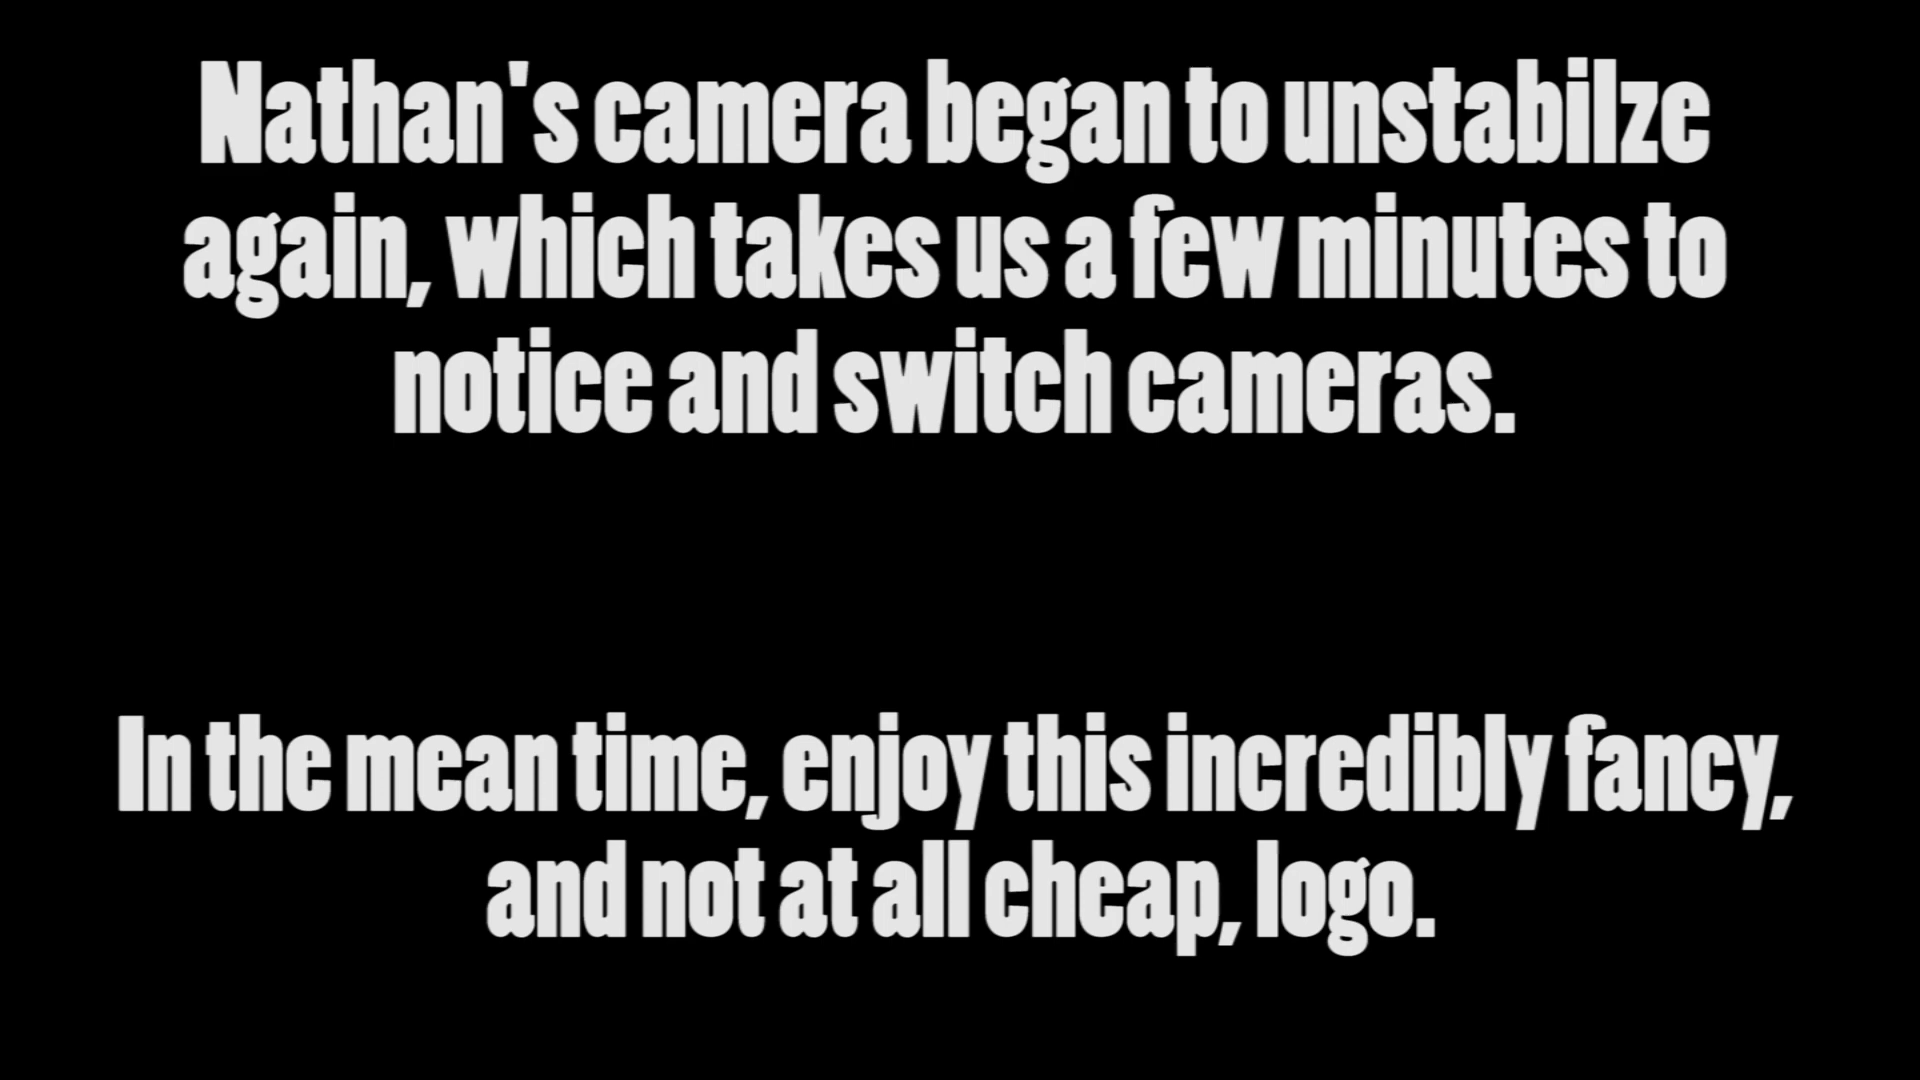 Nathan's camera began to unstabilze
again, which takes us a few minutes to
notice and switch cameras.
In the mean time, enjoy this incredibly fancy,
and not at all cheap, logo.